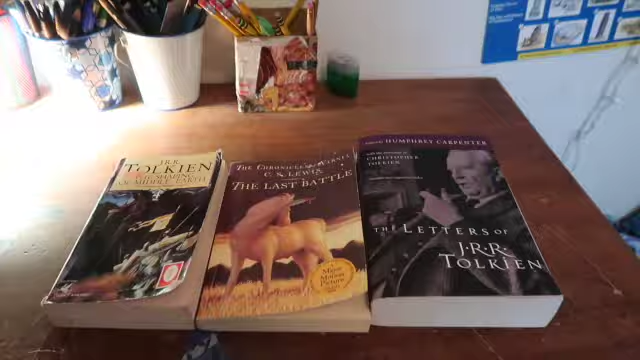 J.R.R.
TOLKIEN
THE SHAPING
OF MIDDLE-EARTH
THE CHRONICLES OF NARNIA
C. S. LEWIS
THE LAST BATTLE
Major
Motion
Picture
HUMPHREY CARPENTER
CHRISTOPHER
TOLKIEN
THE LETTERS OF
J.R.R.
TOLKIEN